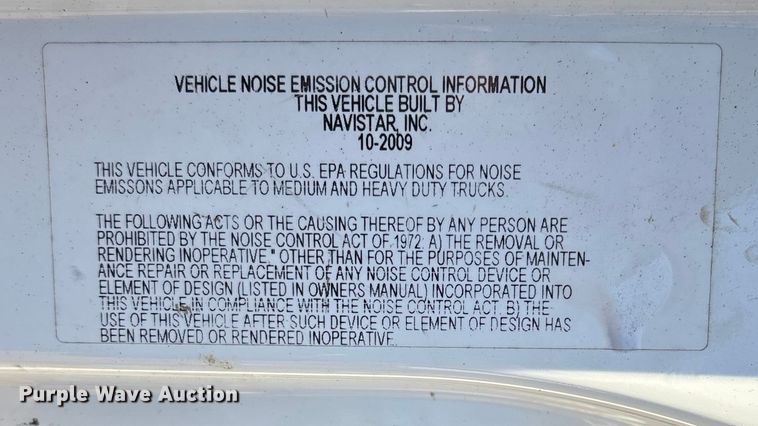 VEHICLE NOISE EMISSION CONTROL INFORMATION
THIS VEHICLE BUILT BY
NAVISTAR, INC.
10-2009
THIS VEHICLE CONFORMS TO U.S. EPA REGULATIONS FOR NOISE
EMISSONS APPLICABLE TO MEDIUM AND HEAVY DUTY TRUCKS.
THE FOLLOWING ACTS OR THE CAUSING THEREOF BY ANY PERSON ARE
PROHIBITED BY THE NOISE CONTROL ACT OF 1972: A) THE REMOVAL OR
RENDERING INOPERATIVE." OTHER THAN FOR THE PURPOSES OF MAINTEN-
ANCE REPAIR OR REPLACEMENT OF ANY NOISE CONTROL DEVICE OR
ELEMENT OF DESIGN (LISTED IN OWNERS MANUAL) INCORPORATED INTO
THIS VEHICLE IN COMPLIANCE WITH THE NOISE CONTROL ACT. B) THE
USE OF THIS VEHICLE AFTER SUCH DEVICE OR ELEMENT OF DESIGN HAS
BEEN REMOVED OR RENDERED INOPERATIVE.
Purple Wave Auction